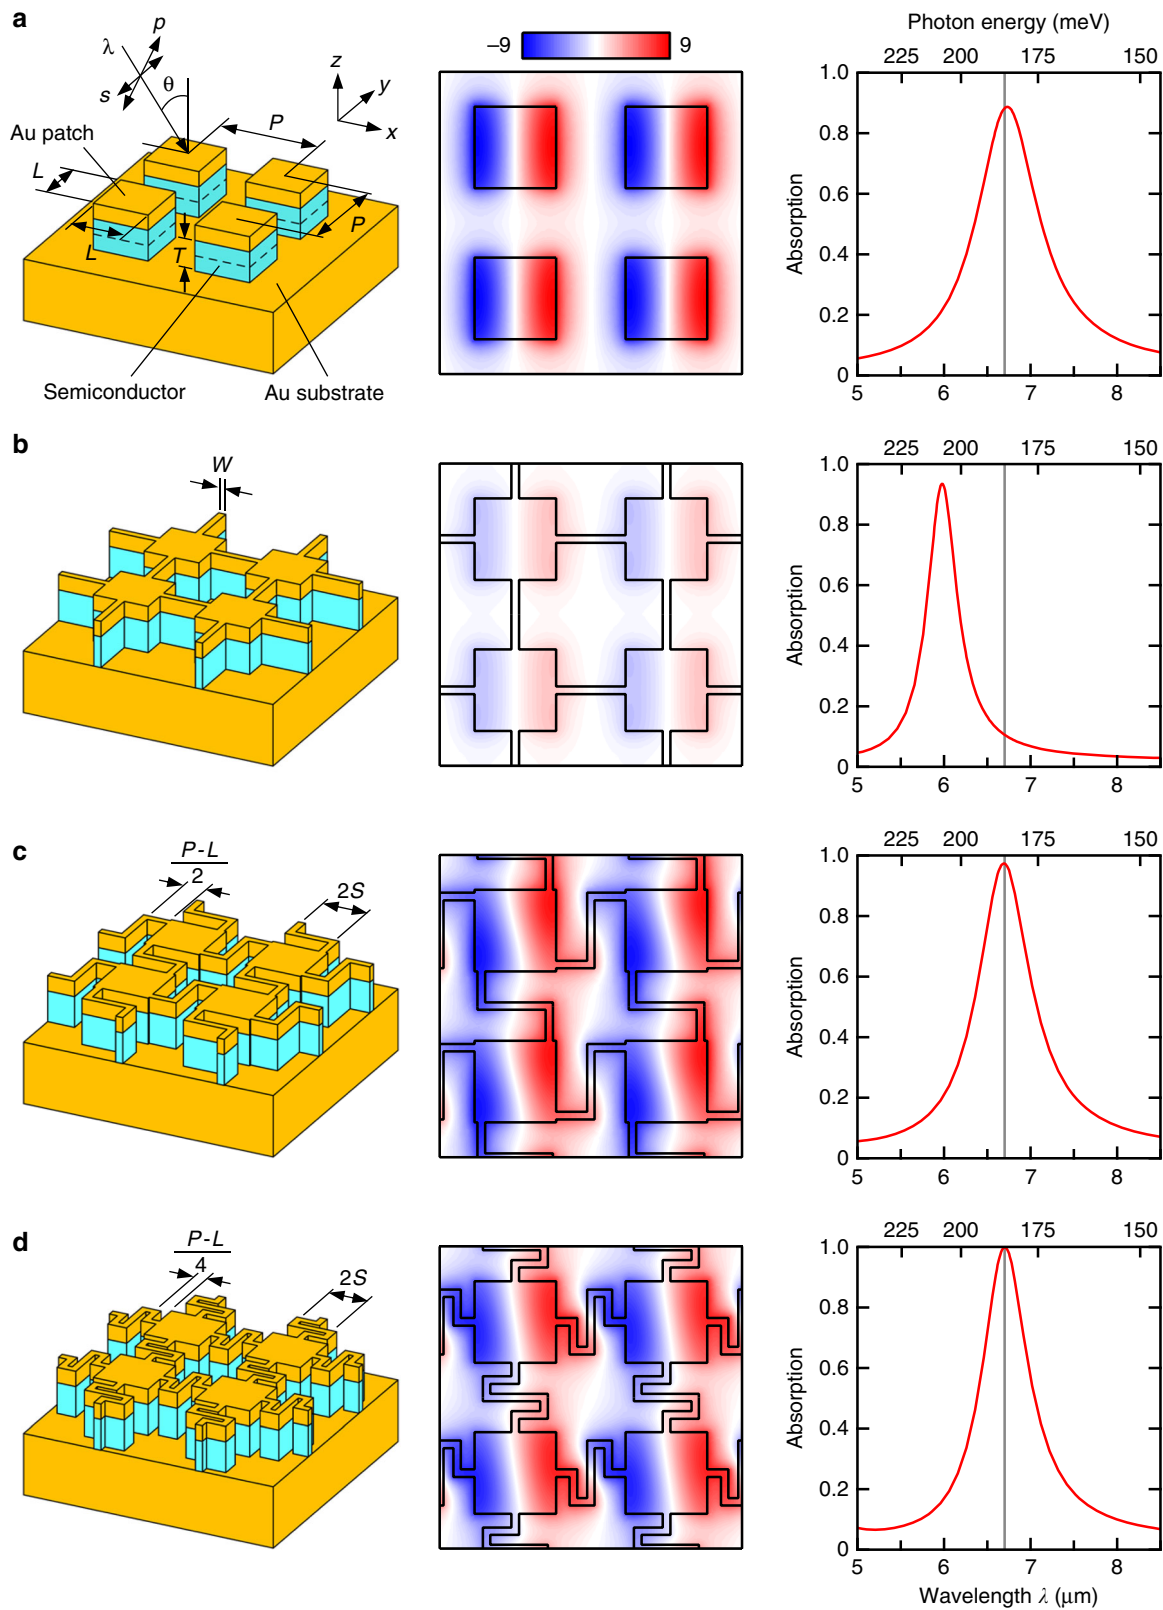 a
λ
p
s
θ
z
y
x
P
Au patch
L
L
T
P
Semiconductor
Au substrate
–9
9
Photon energy (meV)
225
200
175
150
1.0
0.8
0.6
0.4
0.2
0
Absorption
5
6
7
8
b
W
225
200
175
150
1.0
0.8
0.6
0.4
0.2
0
Absorption
5
6
7
8
c
P-L
2
2S
225
200
175
150
1.0
0.8
0.6
0.4
0.2
0
Absorption
5
6
7
8
d
P-L
4
2S
225
200
175
150
1.0
0.8
0.6
0.4
0.2
0
Absorption
5
6
7
8
Wavelength λ (μm)